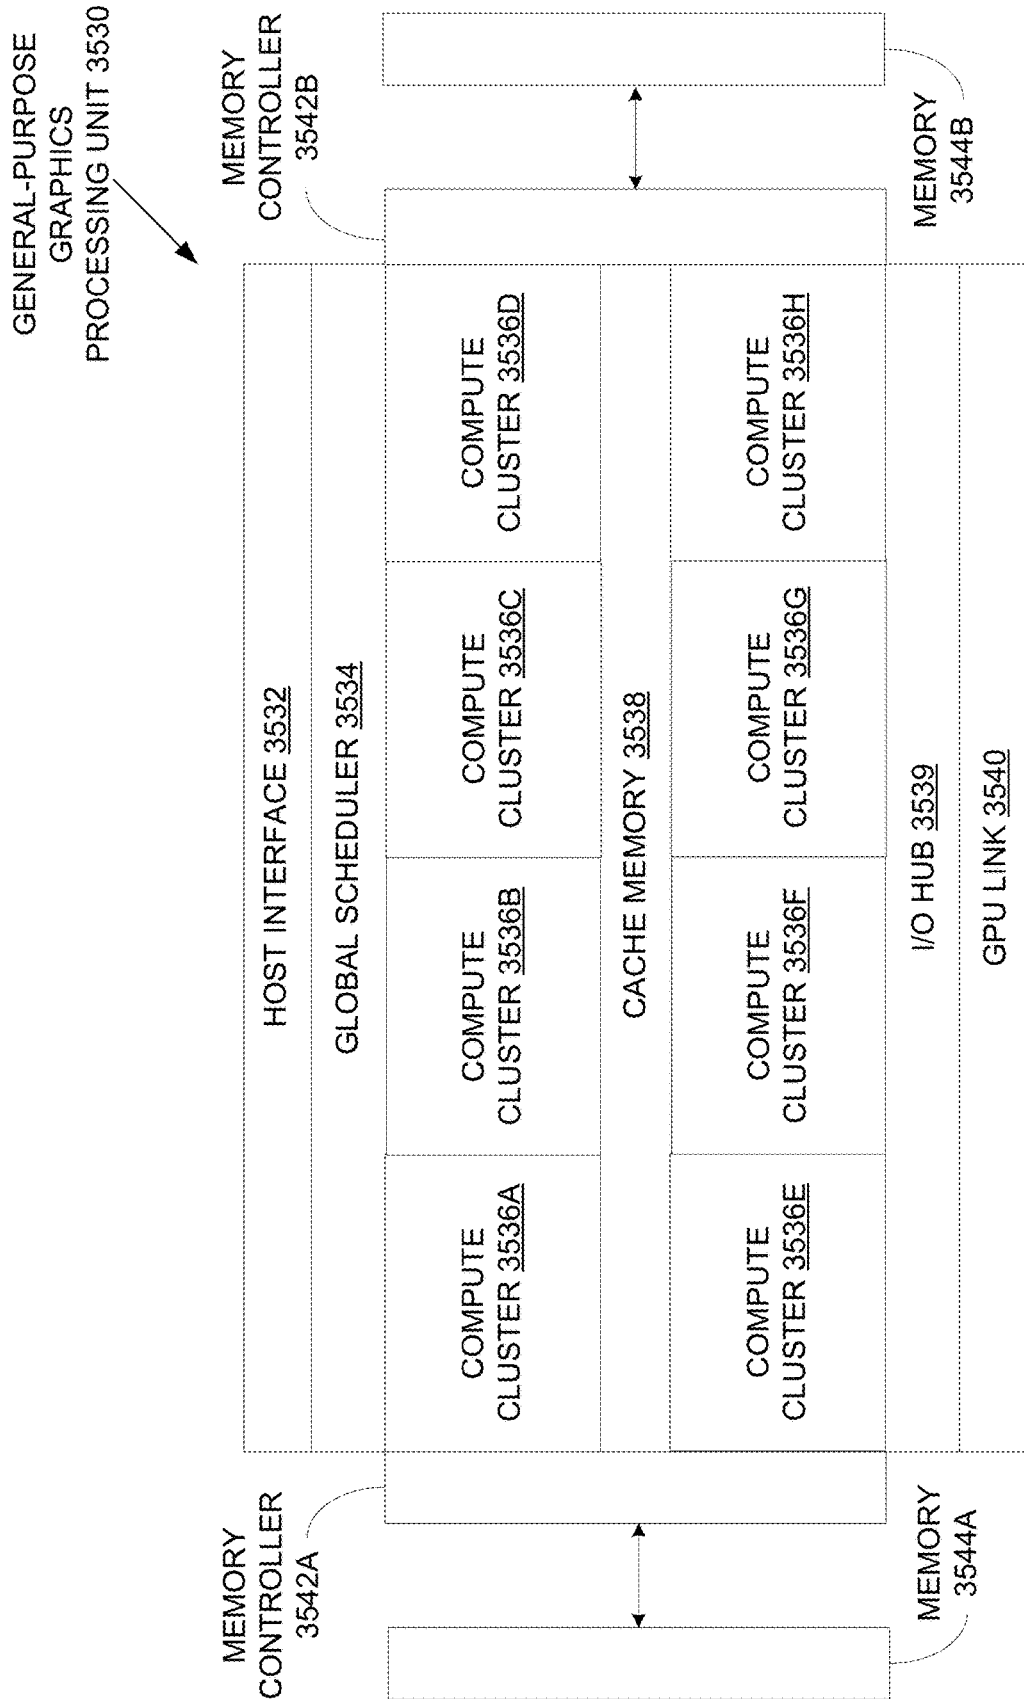 GENERAL-PURPOSE
GRAPHICS
PROCESSING UNIT 3530
HOST INTERFACE 3532
GLOBAL SCHEDULER 3534
MEMORY
CONTROLLER
3542A
MEMORY
CONTROLLER
3542B
COMPUTE
CLUSTER 3536A
COMPUTE
CLUSTER 3536B
COMPUTE
CLUSTER 3536C
COMPUTE
CLUSTER 3536D
CACHE MEMORY 3538
COMPUTE
CLUSTER 3536E
COMPUTE
CLUSTER 3536F
COMPUTE
CLUSTER 3536G
COMPUTE
CLUSTER 3536H
I/O HUB 3539
GPU LINK 3540
MEMORY
3544A
MEMORY
3544B